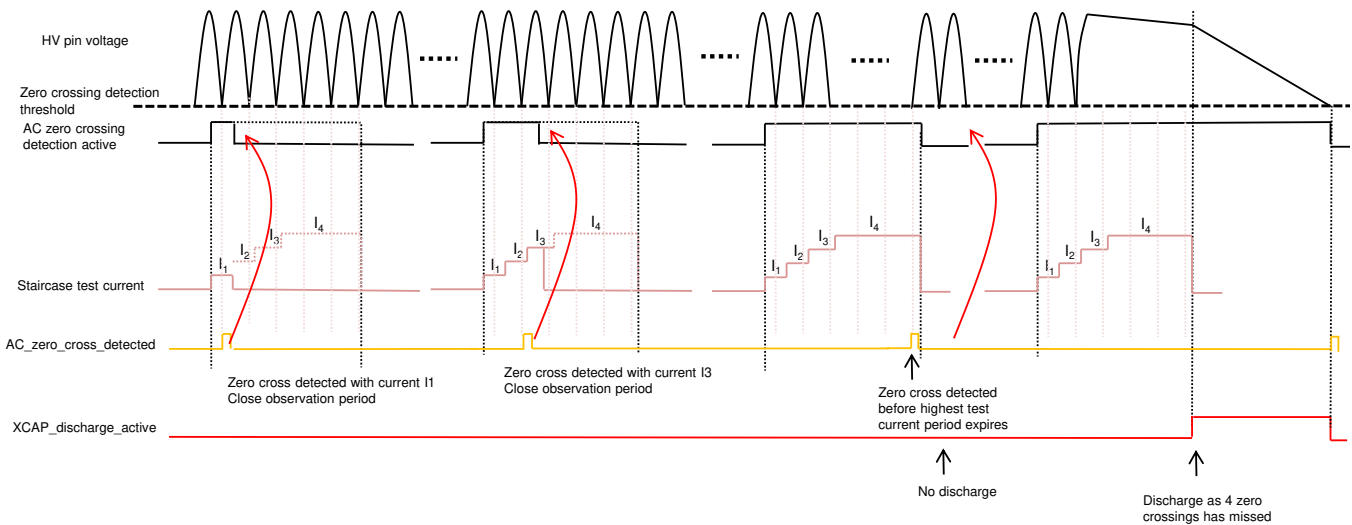 HV pin voltage
Zero crossing detection
threshold
AC zero crossing
detection active
I1
I2
I3
I4
I1
I2
I3
I4
I1
I2
I3
I4
I1
I2
I3
I4
Staircase test current
AC_zero_cross_detected
Zero cross detected with current I1
Close observation period
Zero cross detected with current I3
Close observation period
Zero cross detected
before highest test
current period expires
XCAP_discharge_active
No discharge
Discharge as 4 zero
crossings has missed